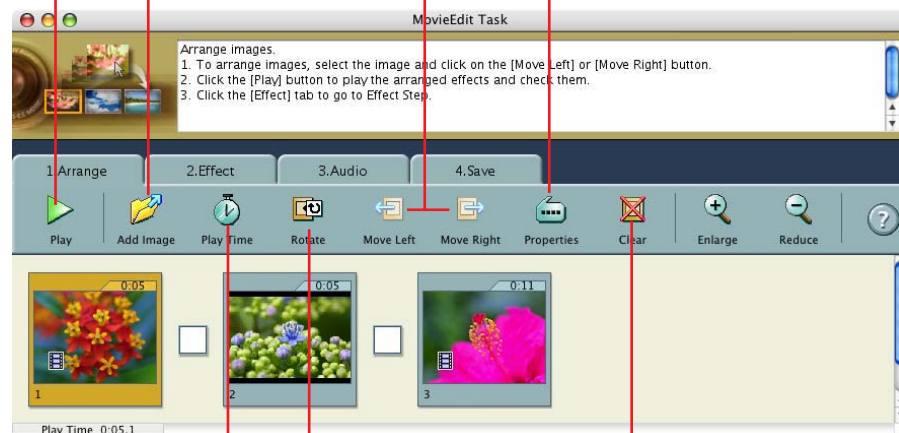 MovieEdit Task
Arrange images.
1. To arrange images, select the image and click on the [Move Left] or [Move Right] button.
2. Click the [Play] button to play the arranged effects and check them.
3. Click the [Effect] tab to go to Effect Step.
1.Arrange 2.Effect 3.Audio 4.Save
Play Add Image Play Time Rotate Move Left Move Right Properties Clear Enlarge Reduce ?
0:05 0:05 0:11
1 2 3
Play Time 0:05.1